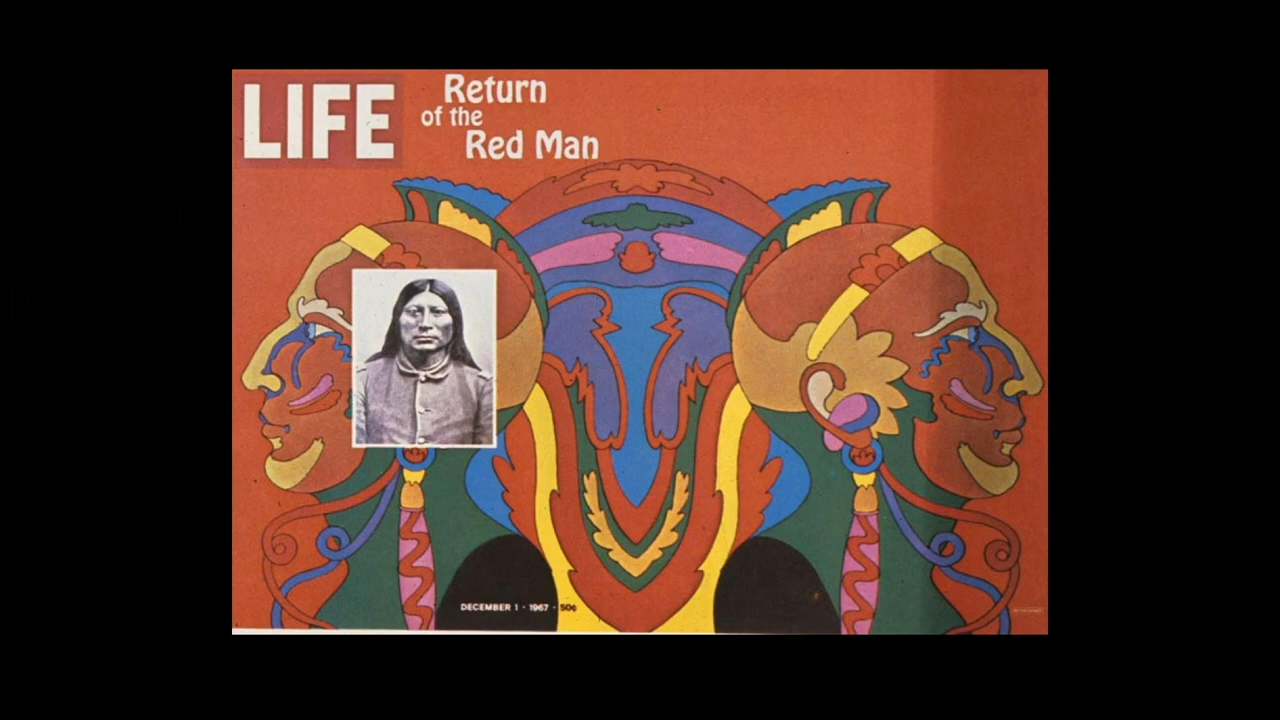 LIFE
Return
of the
Red Man
DECEMBER 1 · 1967 · 50¢